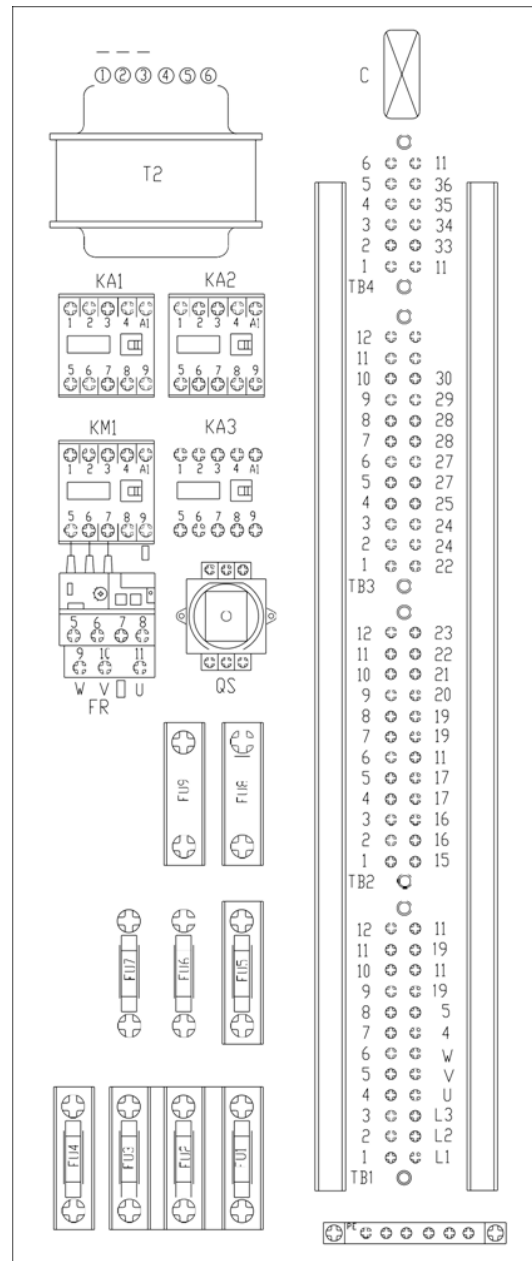 ① ② ③ ④ ⑤ ⑥
T2
C
6 11
5 36
4 35
3 34
2 33
1 11
TB4
KA1 KA2
1 2 3 4 A1 1 2 3 4 A1
5 6 7 8 9 5 6 7 8 9
KM1 KA3
1 2 3 4 A1 1 2 3 4 A1
5 6 7 8 9 5 6 7 8 9
5 6 7 8
9 10 11
W V U
FR
QS
12
11
10 30
9 29
8 28
7 28
6 27
5 27
4 25
3 24
2 24
1 22
TB3
12 23
11 22
10 21
9 20
8 19
7 19
6 11
5 17
4 17
3 16
2 16
1 15
TB2
FU9 FU8
FU7 FU6 FU5
FU4 FU3 FU2 FU1
12 11
11 19
10 11
9 19
8 5
7 4
6 W
5 V
4 U
3 L3
2 L2
1 L1
TB1
PE